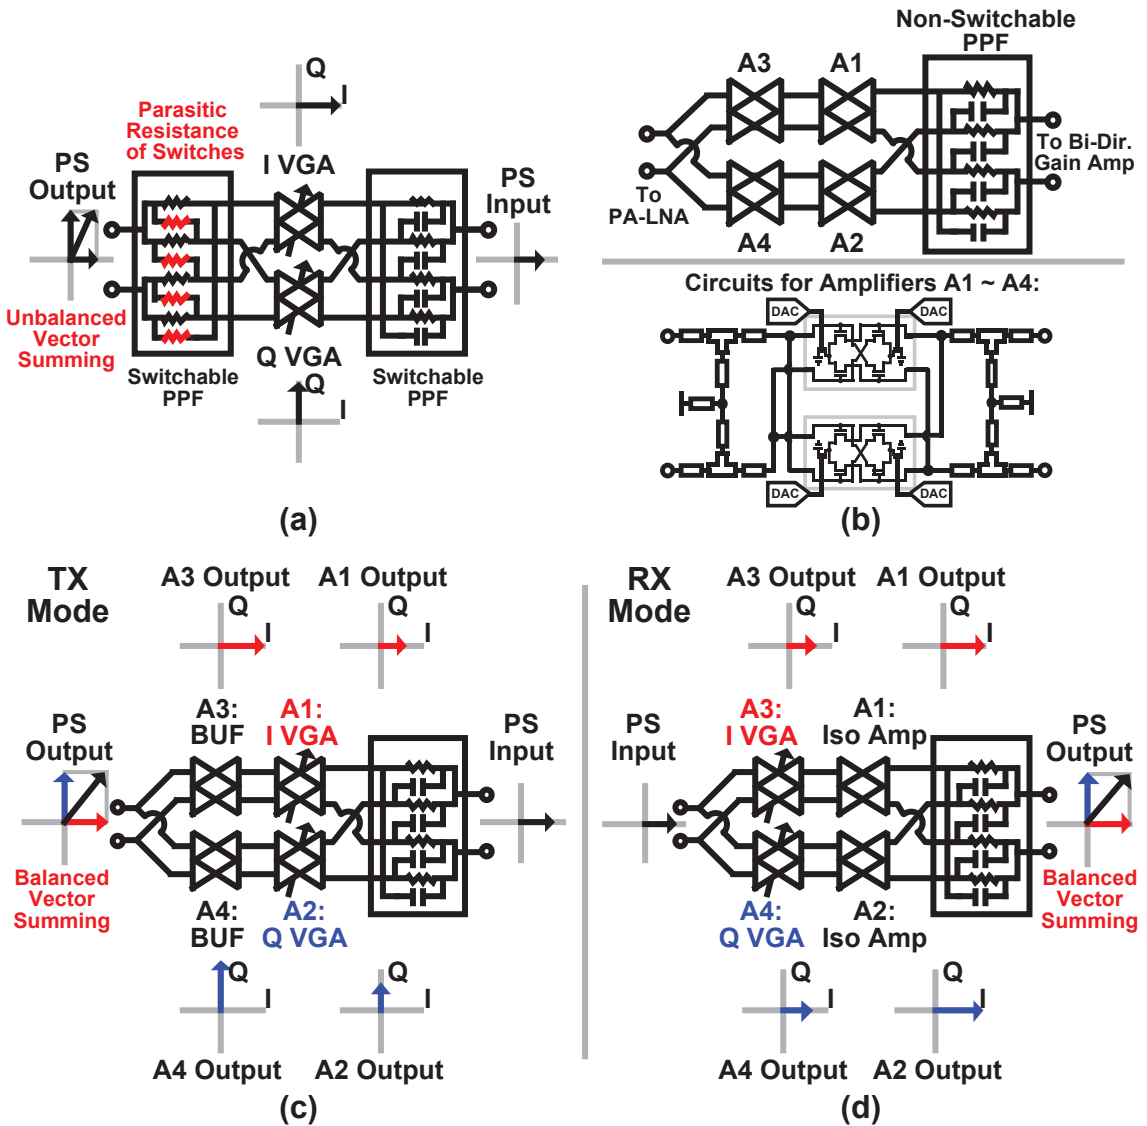 Q
I
Parasitic
Resistance
of Switches
I VGA
PS
Output
PS
Input
Unbalanced
Vector
Summing
Q VGA
Switchable
PPF
Switchable
PPF
Q
I
(a)
Non-Switchable
PPF
A3
A1
To
PA-LNA
To Bi-Dir.
Gain Amp
A4
A2
Circuits for Amplifiers A1 ~ A4:
DAC
DAC
DAC
DAC
(b)
TX
Mode
A3 Output
A1 Output
Q
I
Q
I
A3:
BUF
A1:
I VGA
PS
Output
PS
Input
Balanced
Vector
Summing
A4:
BUF
A2:
Q VGA
Q
I
Q
I
A4 Output
A2 Output
(c)
RX
Mode
A3 Output
A1 Output
Q
I
Q
I
A3:
I VGA
A1:
Iso Amp
PS
Input
PS
Output
Balanced
Vector
Summing
A4:
Q VGA
A2:
Iso Amp
Q
I
Q
I
A4 Output
A2 Output
(d)